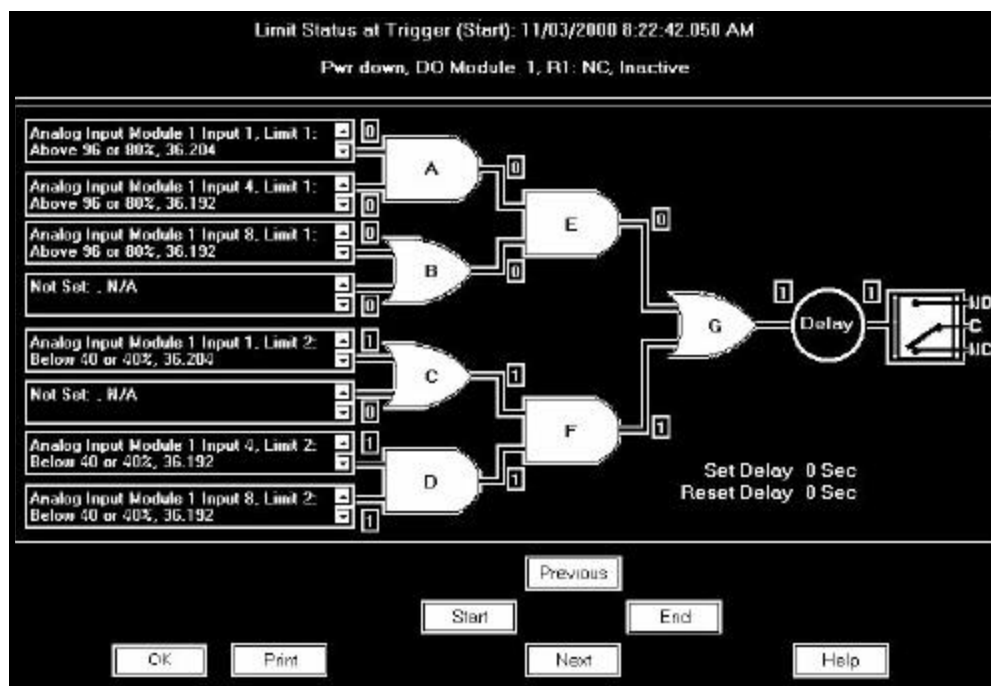 Limit Status at Trigger (Start): 11/03/2000 8:22:42.050 AM
Pwr down, DO Module 1, R1: NC, Inactive
Analog Input Module 1 Input 1, Limit 1:
Above 96 or 80%, 36.204
0
Analog Input Module 1 Input 4, Limit 1:
Above 96 or 80%, 36.192
0
A
0
Analog Input Module 1 Input 8, Limit 1:
Above 96 or 80%, 36.192
0
Not Set: , N/A
0
B
0
E
0
Analog Input Module 1 Input 1, Limit 2:
Below 40 or 40%, 36.204
1
Not Set: , N/A
0
C
1
Analog Input Module 1 Input 4, Limit 2:
Below 40 or 40%, 36.192
1
Analog Input Module 1 Input 8, Limit 2:
Below 40 or 40%, 36.192
1
D
1
F
1
G
1
Delay
1
NO
C
NC
Set Delay 0 Sec
Reset Delay 0 Sec
Previous
Start
End
OK
Print
Next
Help